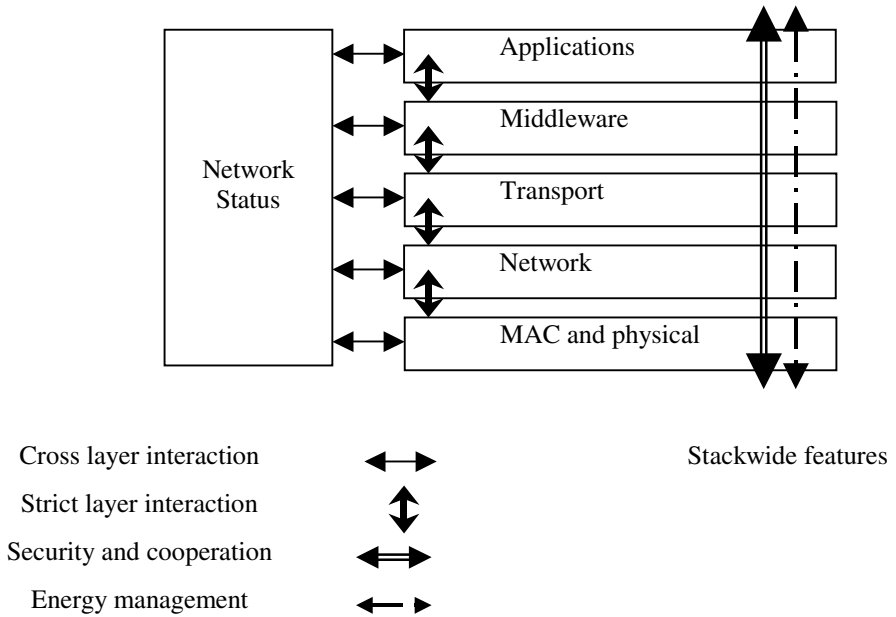 Applications
Middleware
Network
Status
Transport
Network
MAC and physical
Cross layer interaction
Stackwide features
Strict layer interaction
Security and cooperation
Energy management